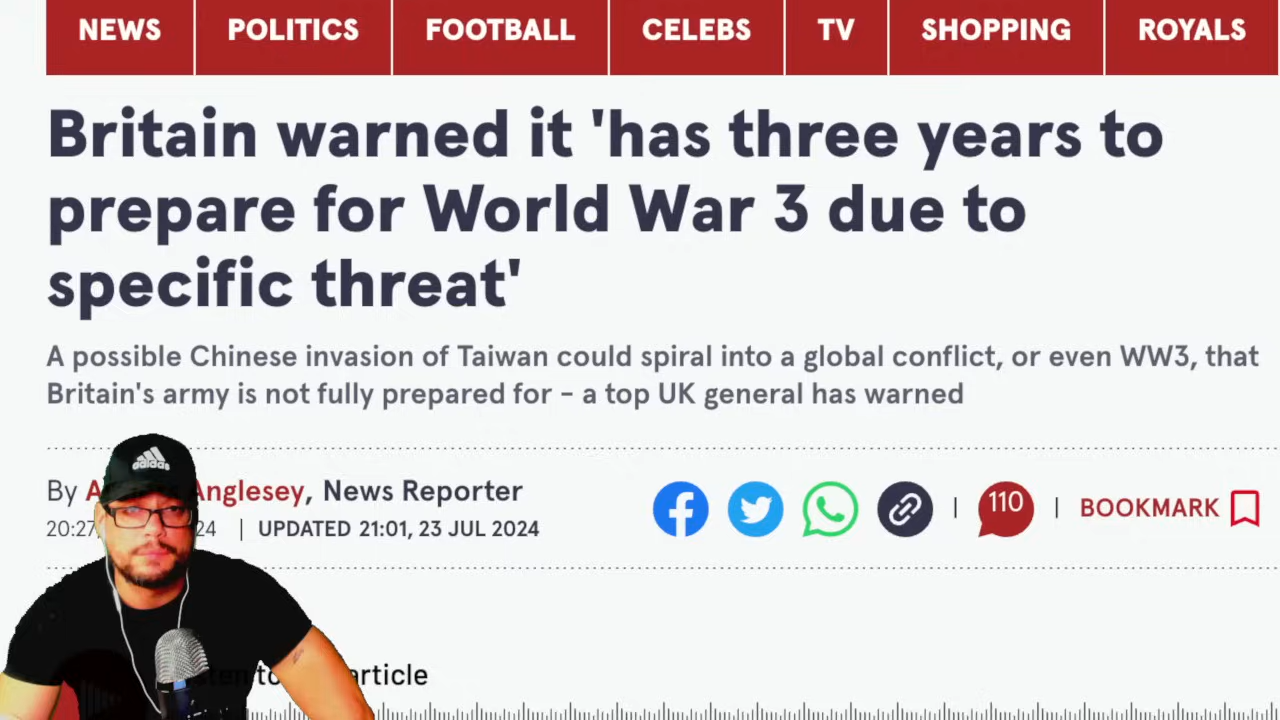 NEWS POLITICS FOOTBALL CELEBS TV SHOPPING ROYALS
Britain warned it 'has three years to
prepare for World War 3 due to
specific threat'
A possible Chinese invasion of Taiwan could spiral into a global conflict, or even WW3, that
Britain's army is not fully prepared for - a top UK general has warned
adidas
By Anglesey, News Reporter
110 | BOOKMARK
20:27 24 | UPDATED 21:01, 23 JUL 2024
article